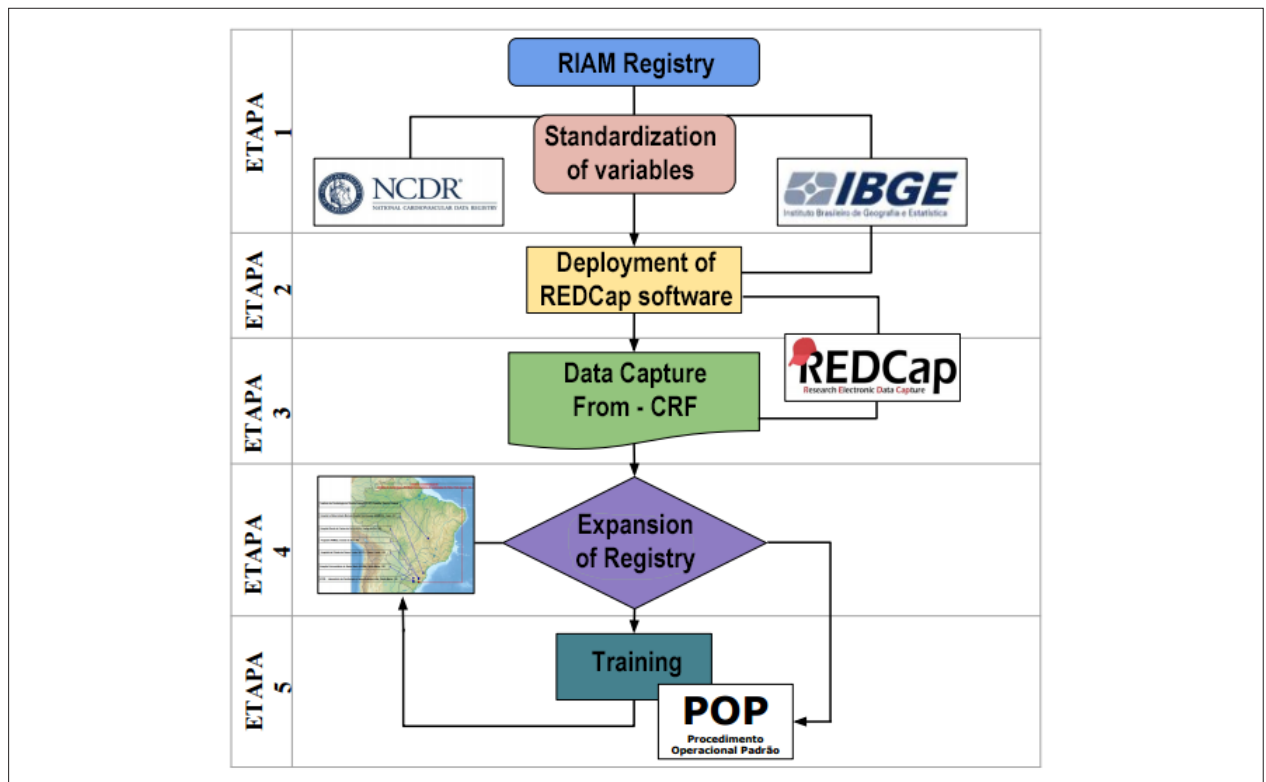 ETAPA
1
RIAM Registry
Standardization
of variables
NCDR®
NATIONAL CARDIOVASCULAR DATA REGISTRY
IBGE
Instituto Brasileiro de Geografia e Estatística
ETAPA
2
Deployment of
REDCap software
ETAPA
3
Data Capture
From - CRF
REDCap
Research Electronic Data Capture
ETAPA
4
Expansion
of Registry
ETAPA
5
Training
POP
Procedimento
Operacional Padrão